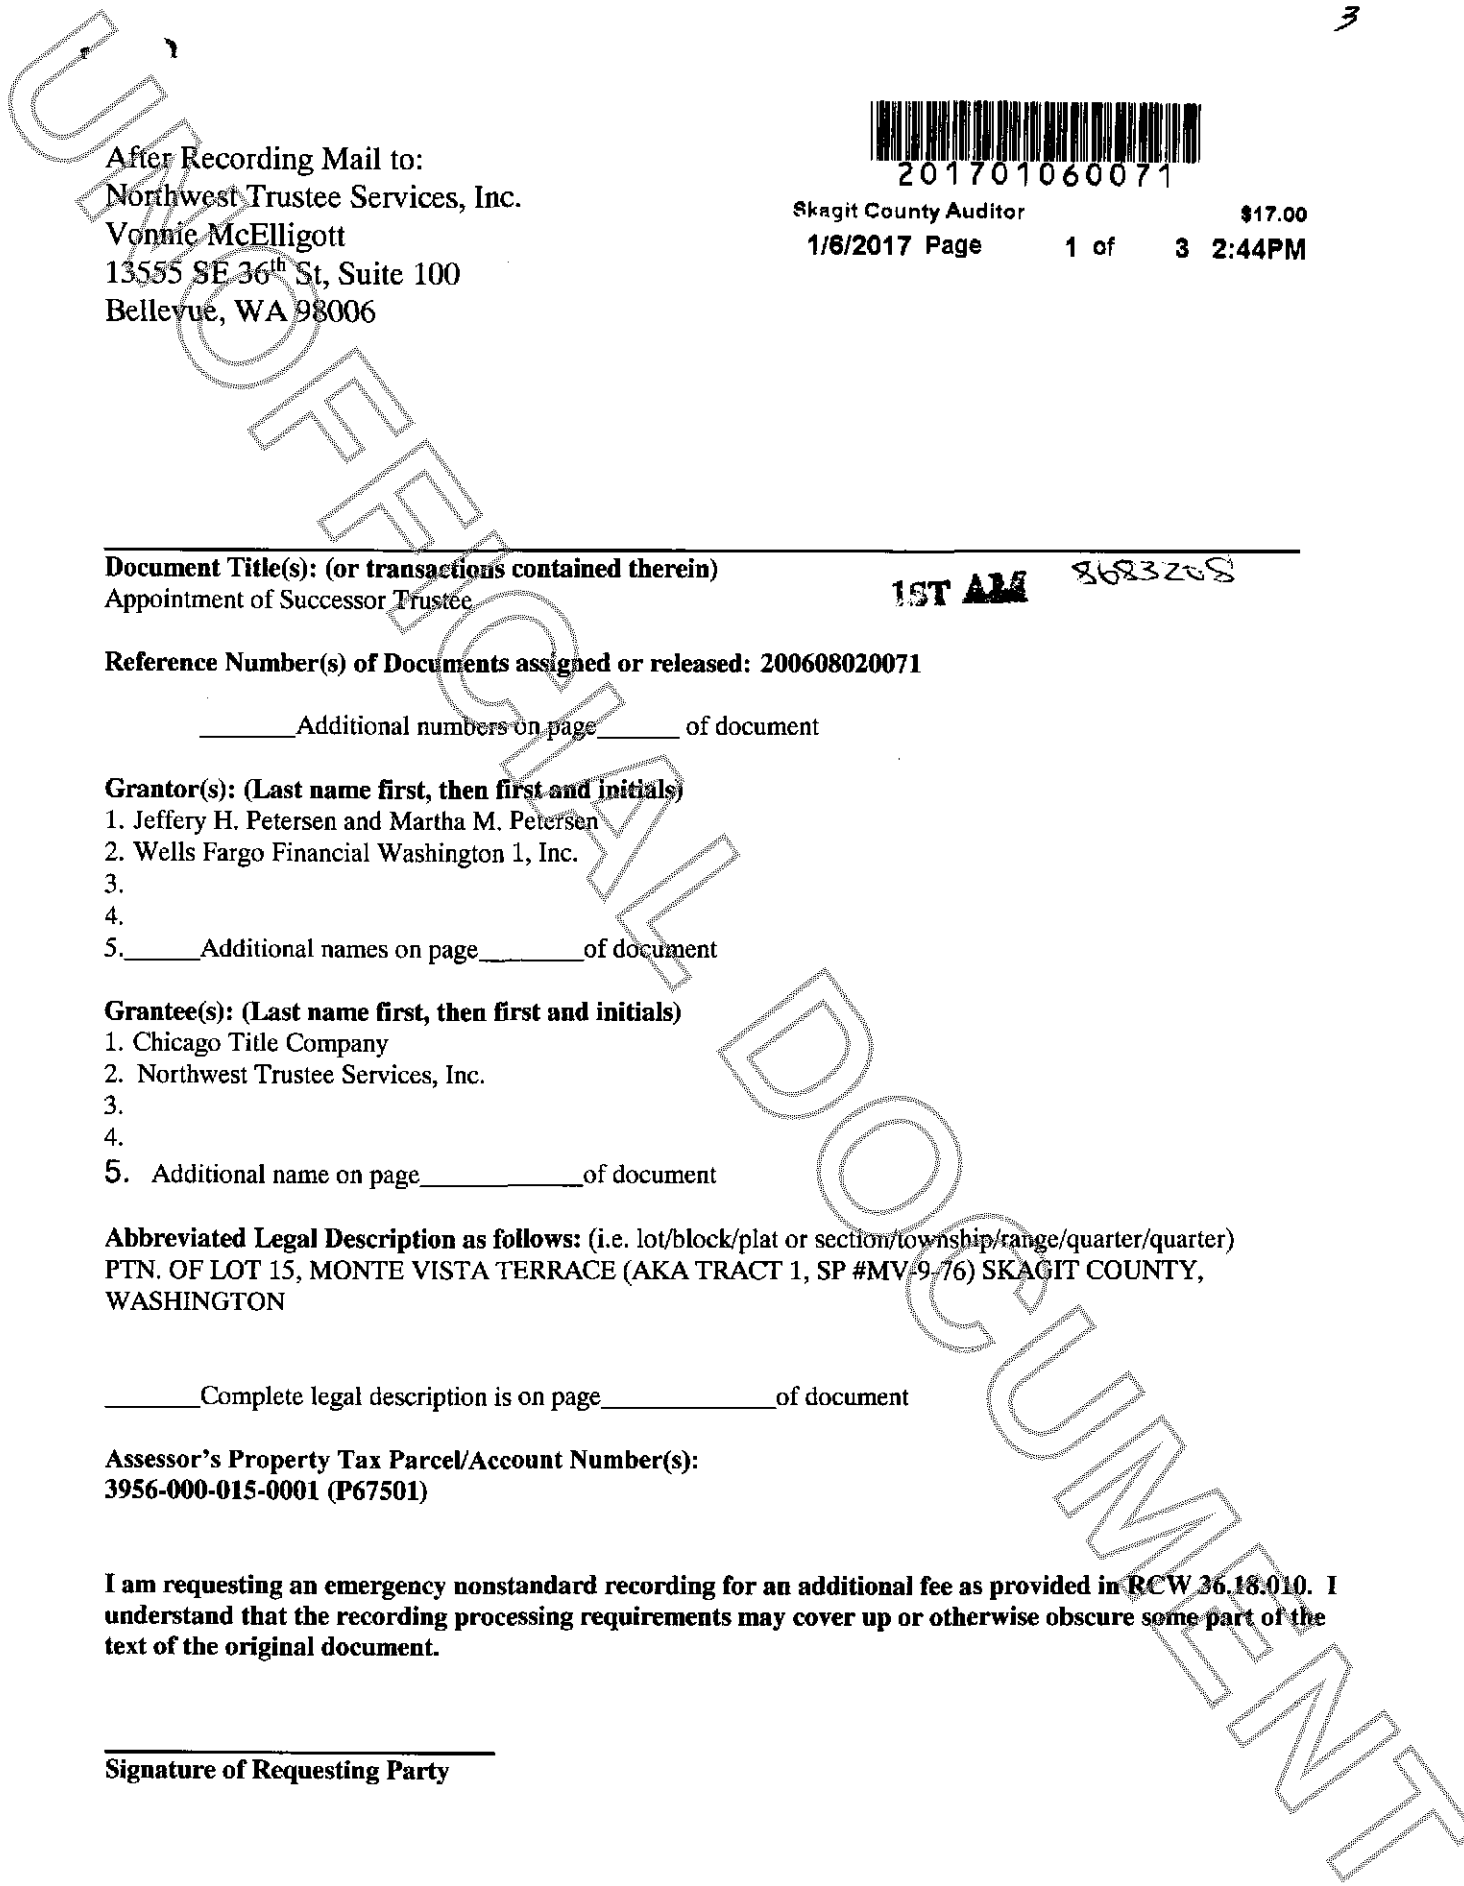 3
After Recording Mail to:
Northwest Trustee Services, Inc.
Vonnie McElligott
13555 SE 36th St, Suite 100
Bellevue, WA 98006
201701060071
Skagit County Auditor $17.00
1/6/2017 Page 1 of 3 2:44PM
Document Title(s): (or transactions contained therein)
Appointment of Successor Trustee
1ST AM 8683208
Reference Number(s) of Documents assigned or released: 200608020071
_______Additional numbers on page______ of document
Grantor(s): (Last name first, then first and initials)
1. Jeffery H. Petersen and Martha M. Petersen
2. Wells Fargo Financial Washington 1, Inc.
3.
4.
5.______Additional names on page________of document
Grantee(s): (Last name first, then first and initials)
1. Chicago Title Company
2. Northwest Trustee Services, Inc.
3.
4.
5. Additional name on page_____________of document
Abbreviated Legal Description as follows: (i.e. lot/block/plat or section/township/range/quarter/quarter)
PTN. OF LOT 15, MONTE VISTA TERRACE (AKA TRACT 1, SP #MV-9-76) SKAGIT COUNTY,
WASHINGTON
_______Complete legal description is on page_____________of document
Assessor's Property Tax Parcel/Account Number(s):
3956-000-015-0001 (P67501)
I am requesting an emergency nonstandard recording for an additional fee as provided in RCW 36.18.010. I
understand that the recording processing requirements may cover up or otherwise obscure some part of the
text of the original document.
Signature of Requesting Party
UNOFFICIAL DOCUMENT